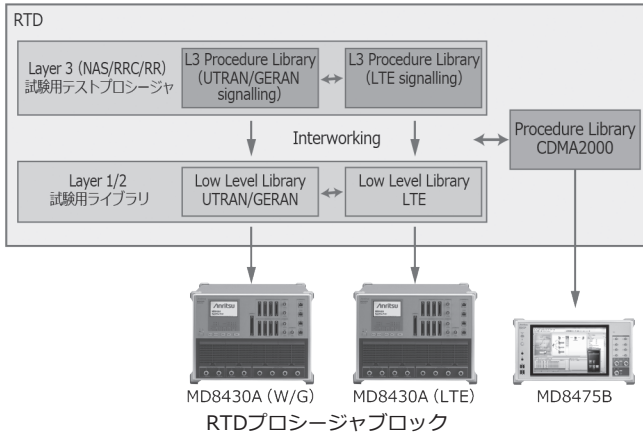 RTD
Layer 3 (NAS/RRC/RR)
試験用テストプロシージャ
L3 Procedure Library
(UTRAN/GERAN
signalling)
L3 Procedure Library
(LTE signalling)
Interworking
Procedure Library
CDMA2000
Layer 1/2
試験用ライブラリ
Low Level Library
UTRAN/GERAN
Low Level Library
LTE
Anritsu
Anritsu
MD8430A (W/G)
MD8430A (LTE)
MD8475B
RTDプロシージャブロック